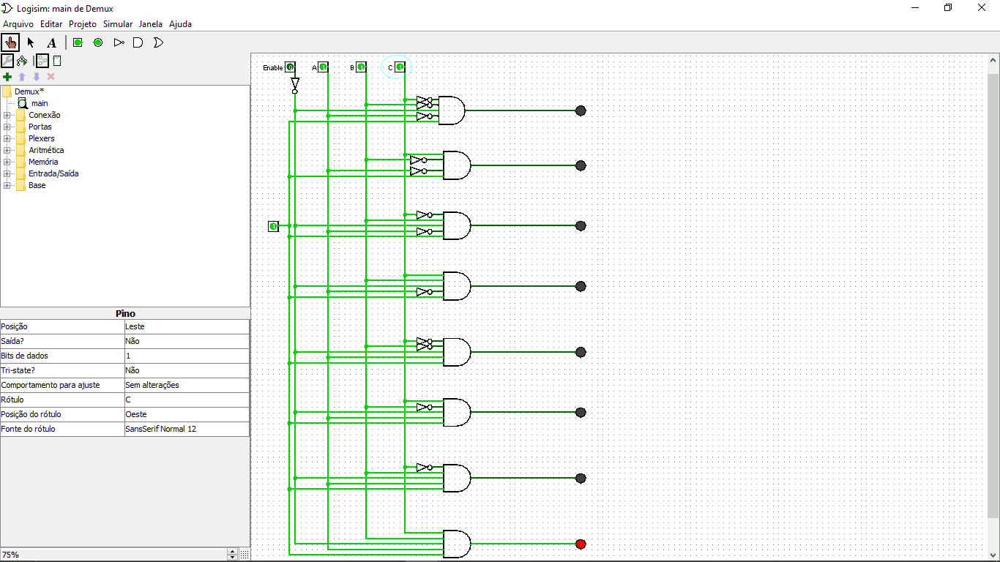 Logisim: main de Demux
Arquivo Editar Projeto Simular Janela Ajuda
A
Demux*
main
Conexão
Portas
Plexers
Aritmética
Memória
Entrada/Saída
Base
Pino
Posição Leste
Saída? Não
Bits de dados 1
Tri-state? Não
Comportamento para ajuste Sem alterações
Rótulo C
Posição do rótulo Oeste
Fonte do rótulo SansSerif Normal 12
75%
Enable 0 A 1 B 1 C 1
1